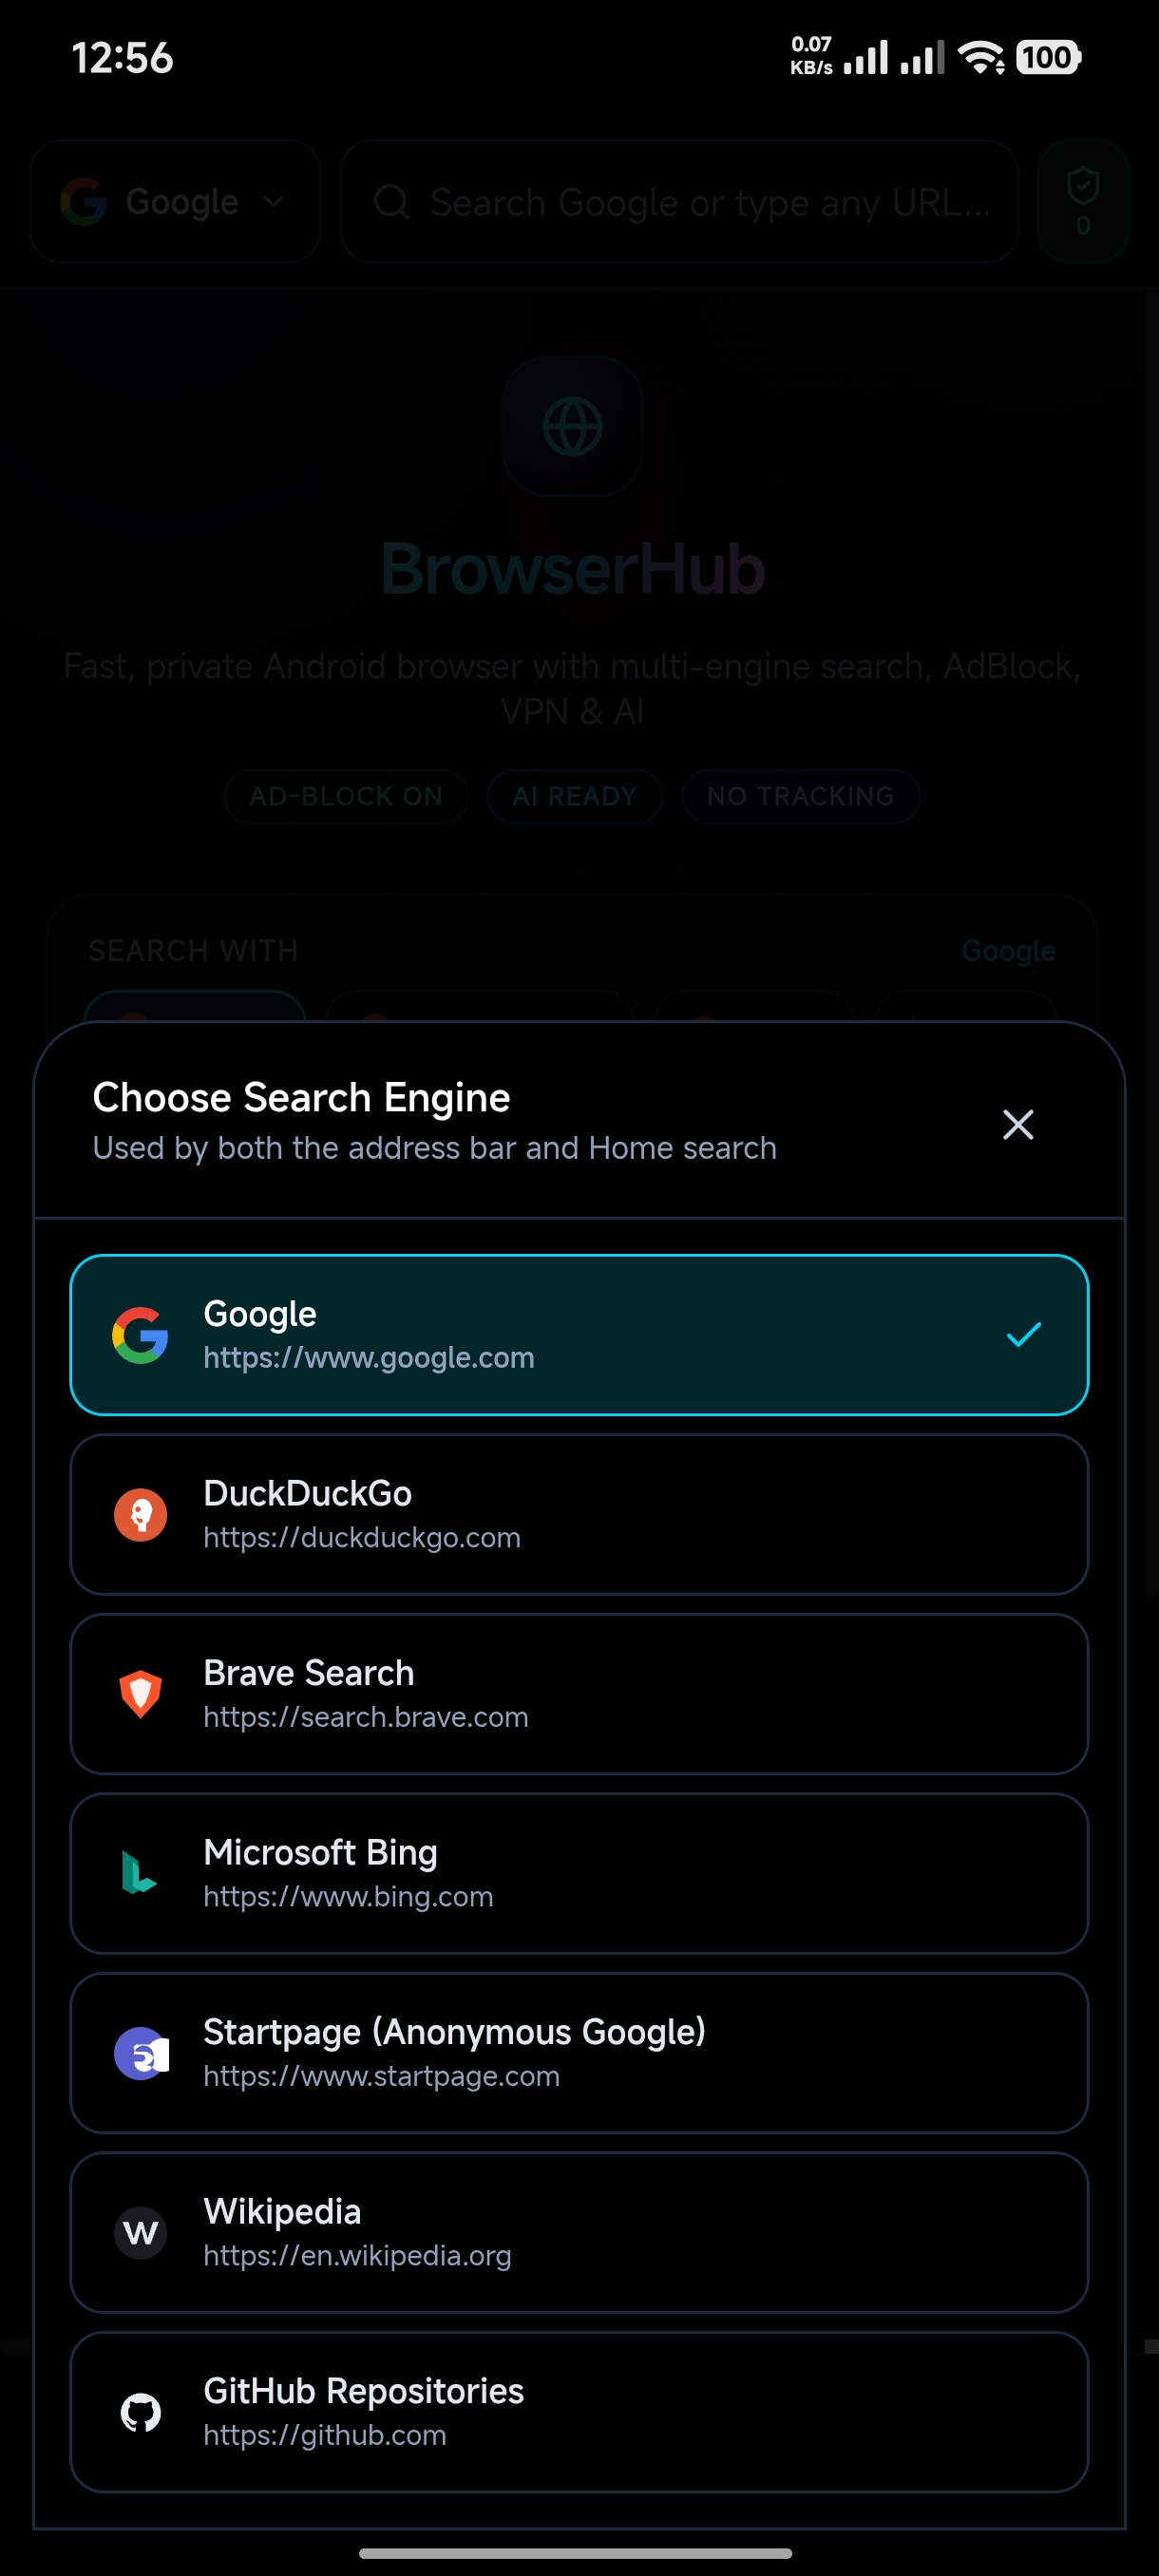 12:56
0.07
KB/s
100
Google
Search Google or type any URL...
0
BrowserHub
Fast, private Android browser with multi-engine search, AdBlock,
VPN & AI
AD-BLOCK ON
AI READY
NO TRACKING
SEARCH WITH
Google
Choose Search Engine
Used by both the address bar and Home search
Google
https://www.google.com
DuckDuckGo
https://duckduckgo.com
Brave Search
https://search.brave.com
Microsoft Bing
https://www.bing.com
Startpage (Anonymous Google)
https://www.startpage.com
W
Wikipedia
https://en.wikipedia.org
GitHub Repositories
https://github.com